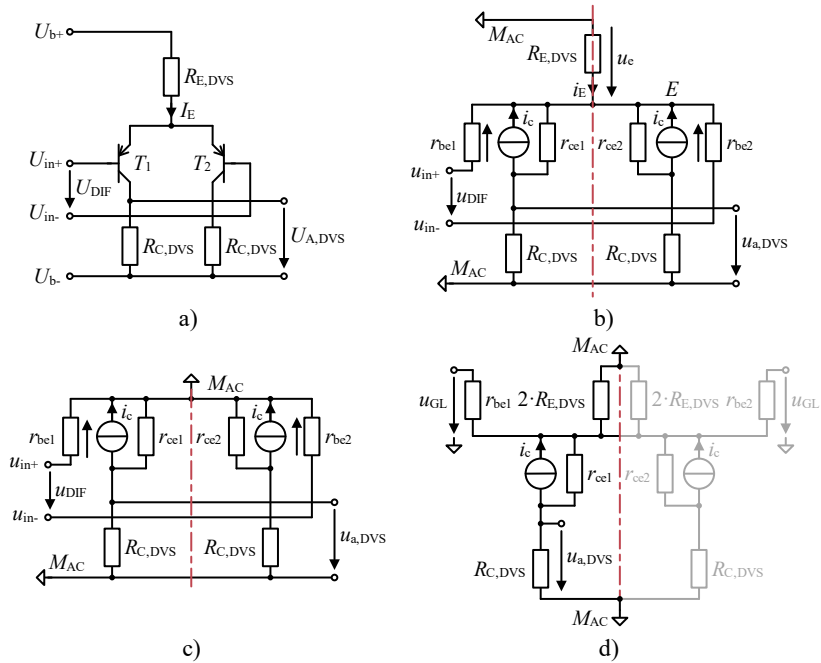 U_b+
R_E,DVS
I_E
U_in+ T_1 T_2
U_DIF
U_in-
R_C,DVS R_C,DVS U_A,DVS
U_b-
a)
M_AC
R_E,DVS u_e
i_E E
r_be1 i_c r_ce1 r_ce2 i_c r_be2
u_in+
u_DIF
u_in-
R_C,DVS R_C,DVS u_a,DVS
M_AC
b)
M_AC
r_be1 i_c r_ce1 r_ce2 i_c r_be2
u_in+
u_DIF
u_in-
R_C,DVS R_C,DVS u_a,DVS
M_AC
c)
M_AC
u_GL r_be1 2·R_E,DVS 2·R_E,DVS r_be2 u_GL
i_c r_ce1 r_ce2 i_c
R_C,DVS u_a,DVS R_C,DVS
M_AC
d)